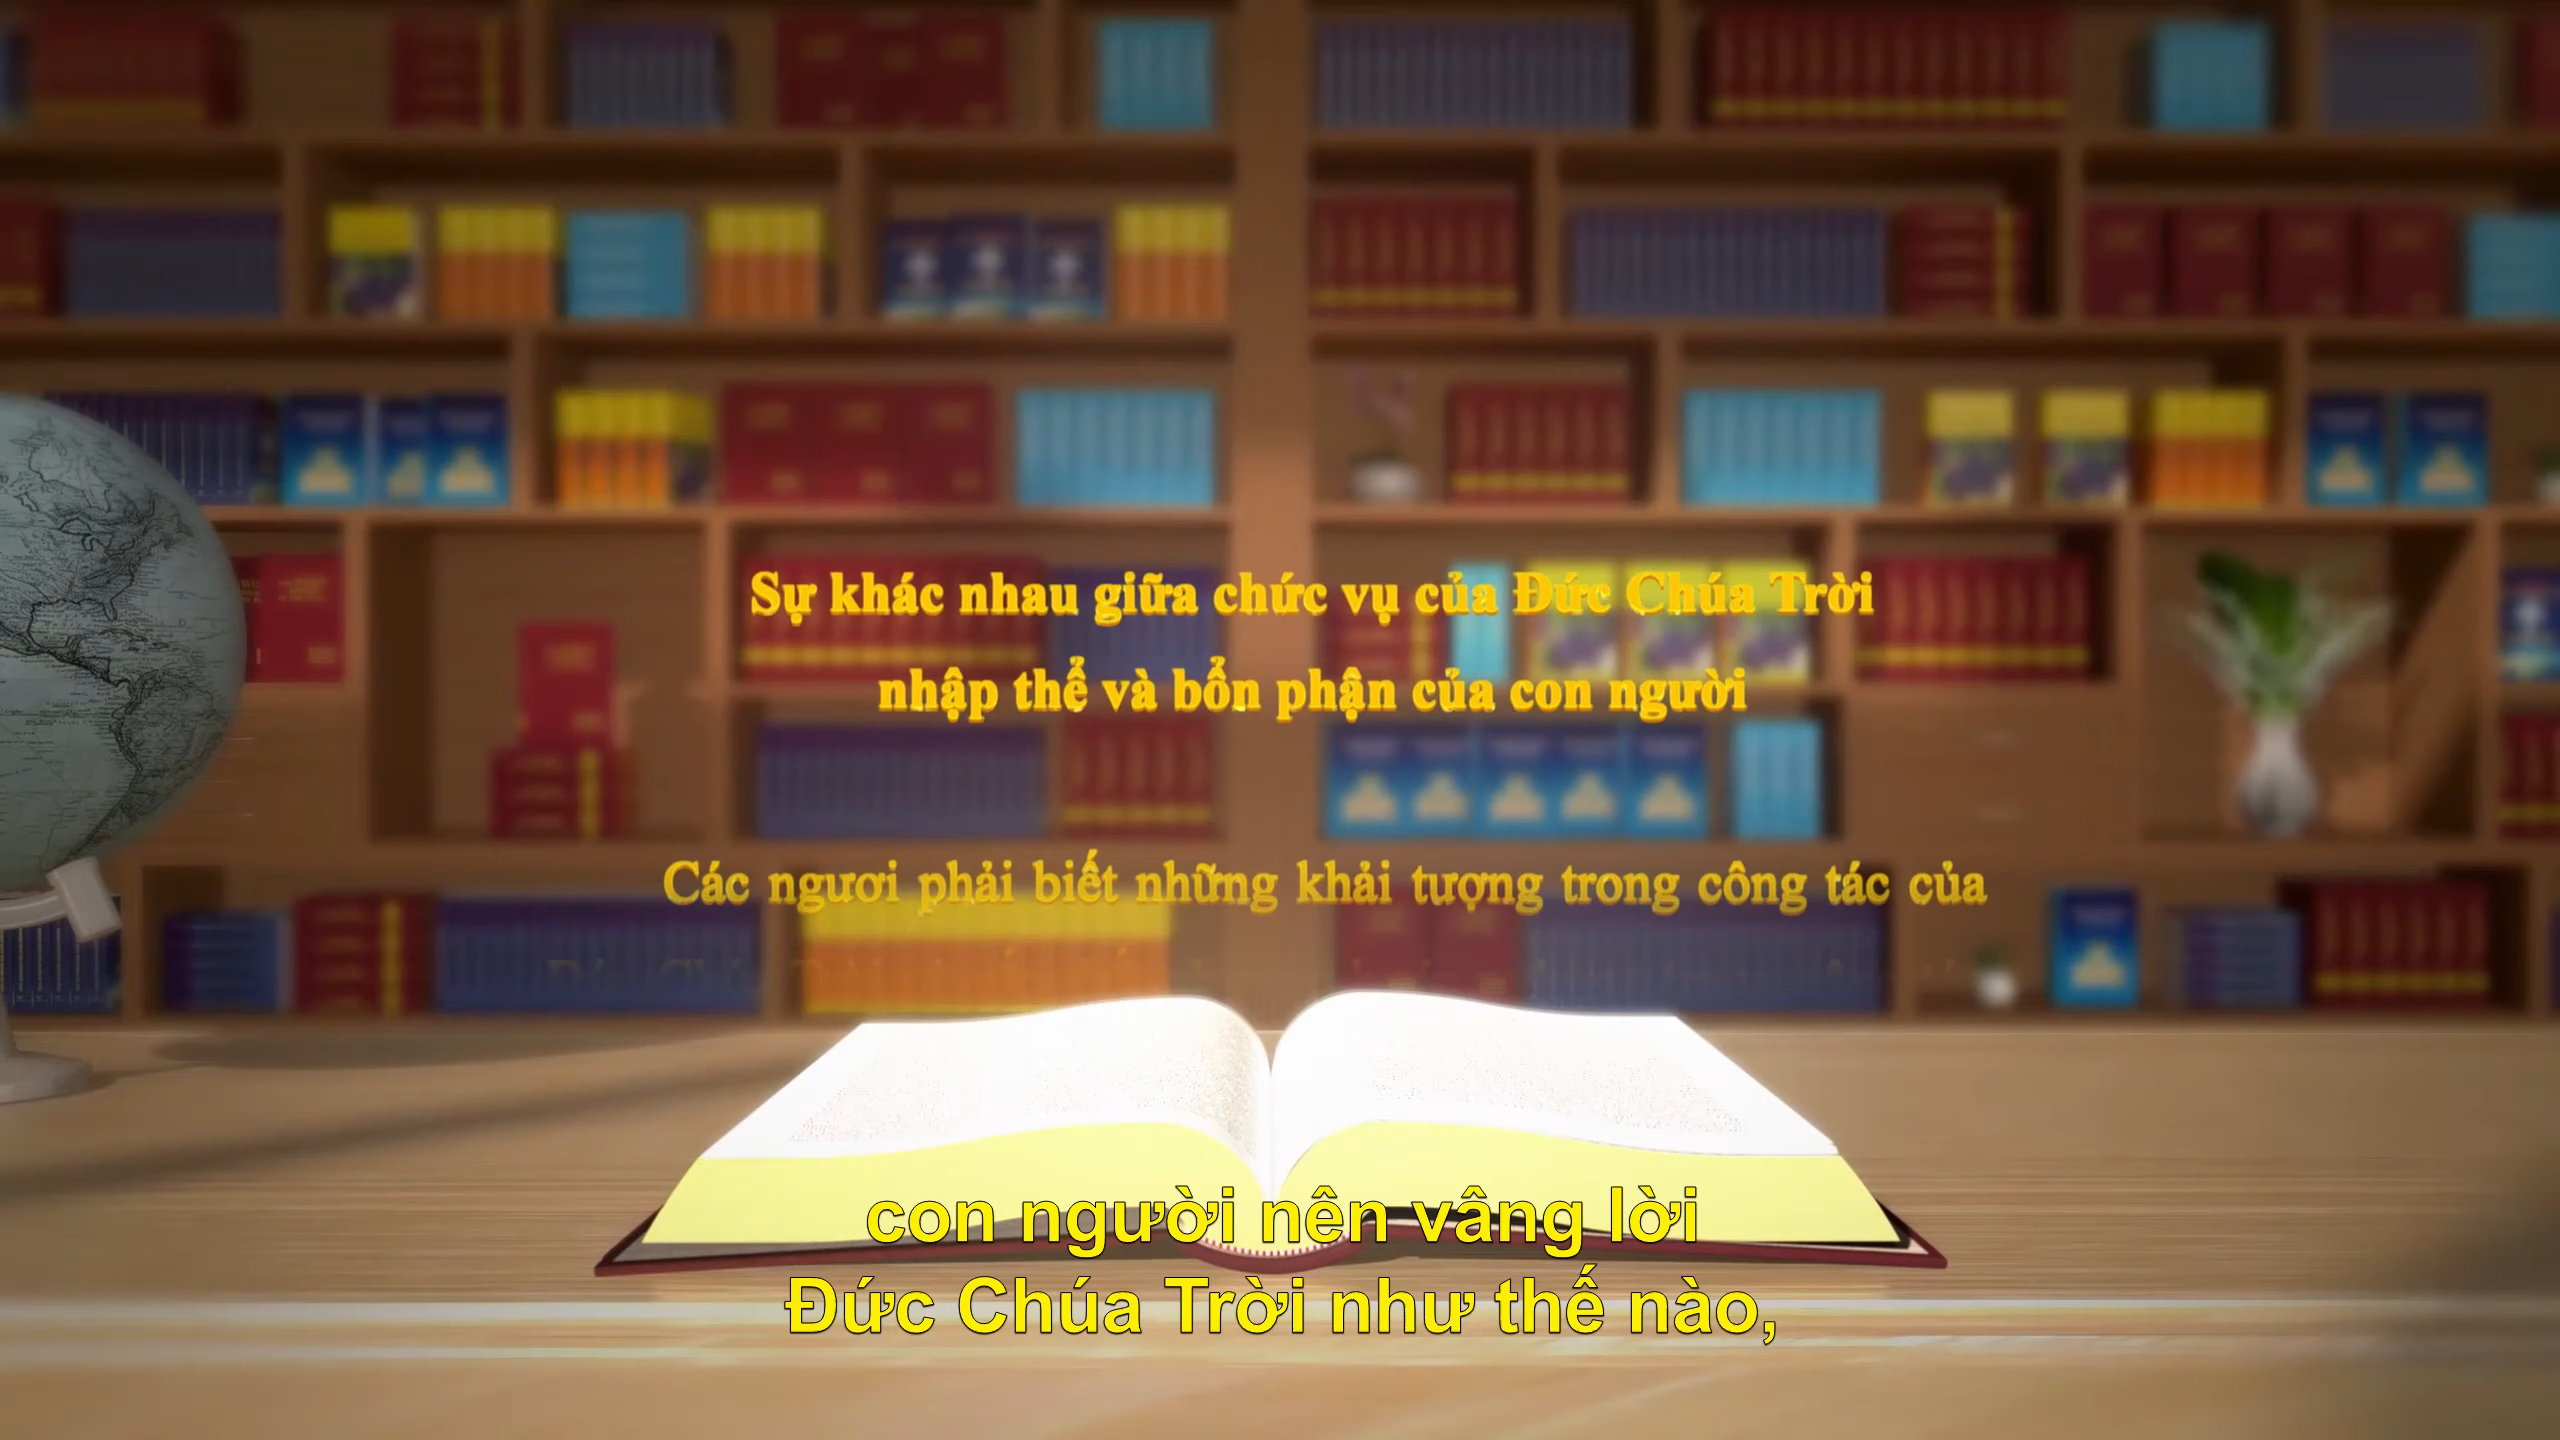 Sự khác nhau giữa chức vụ của Đức Chúa Trời
nhập thể và bổn phận của con người
Các ngươi phải biết những khải tượng trong công tác của
con người nên vâng lời
Đức Chúa Trời như thế nào,